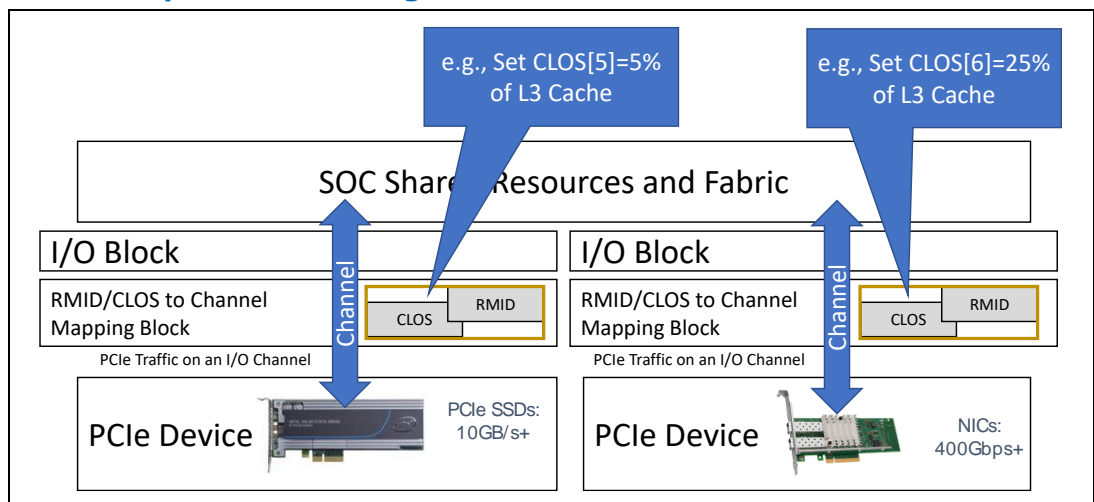 e.g., Set CLOS[5]=5%
of L3 Cache
e.g., Set CLOS[6]=25%
of L3 Cache
SOC Shared Resources and Fabric
I/O Block
I/O Block
RMID/CLOS to Channel
Mapping Block
CLOS
RMID
Channel
RMID/CLOS to Channel
Mapping Block
CLOS
RMID
Channel
PCIe Traffic on an I/O Channel
PCIe Traffic on an I/O Channel
PCIe Device
PCIe SSDs:
10GB/s+
PCIe Device
NICs:
400Gbps+